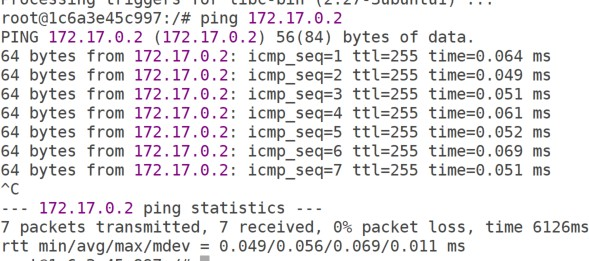 Processing triggers for libc-bin (2.27-3ubuntu1) ...
root@1c6a3e45c997:/# ping 172.17.0.2
PING 172.17.0.2 (172.17.0.2) 56(84) bytes of data.
64 bytes from 172.17.0.2: icmp_seq=1 ttl=255 time=0.064 ms
64 bytes from 172.17.0.2: icmp_seq=2 ttl=255 time=0.049 ms
64 bytes from 172.17.0.2: icmp_seq=3 ttl=255 time=0.051 ms
64 bytes from 172.17.0.2: icmp_seq=4 ttl=255 time=0.061 ms
64 bytes from 172.17.0.2: icmp_seq=5 ttl=255 time=0.052 ms
64 bytes from 172.17.0.2: icmp_seq=6 ttl=255 time=0.069 ms
64 bytes from 172.17.0.2: icmp_seq=7 ttl=255 time=0.051 ms
^C
--- 172.17.0.2 ping statistics ---
7 packets transmitted, 7 received, 0% packet loss, time 6126ms
rtt min/avg/max/mdev = 0.049/0.056/0.069/0.011 ms
root@1c6a3e45c997:/#